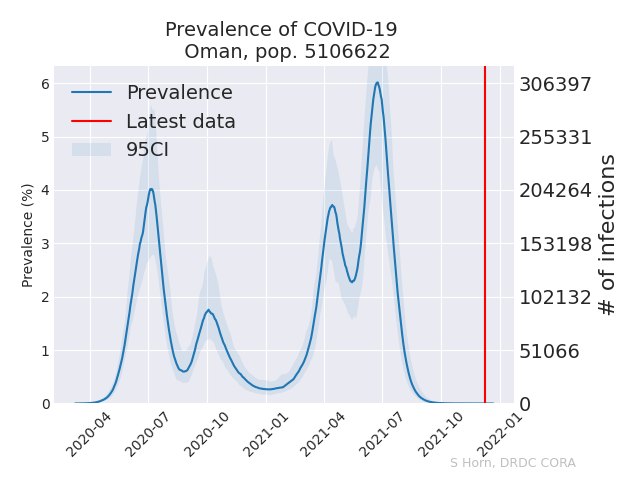 Prevalence of COVID-19
Oman, pop. 5106622
Prevalence
Latest data
95CI
Prevalence (%)
6
5
4
3
2
1
0
306397
255331
204264
153198
102132
51066
0
# of infections
2020-04
2020-07
2020-10
2021-01
2021-04
2021-07
2021-10
2022-01
S Horn, DRDC CORA